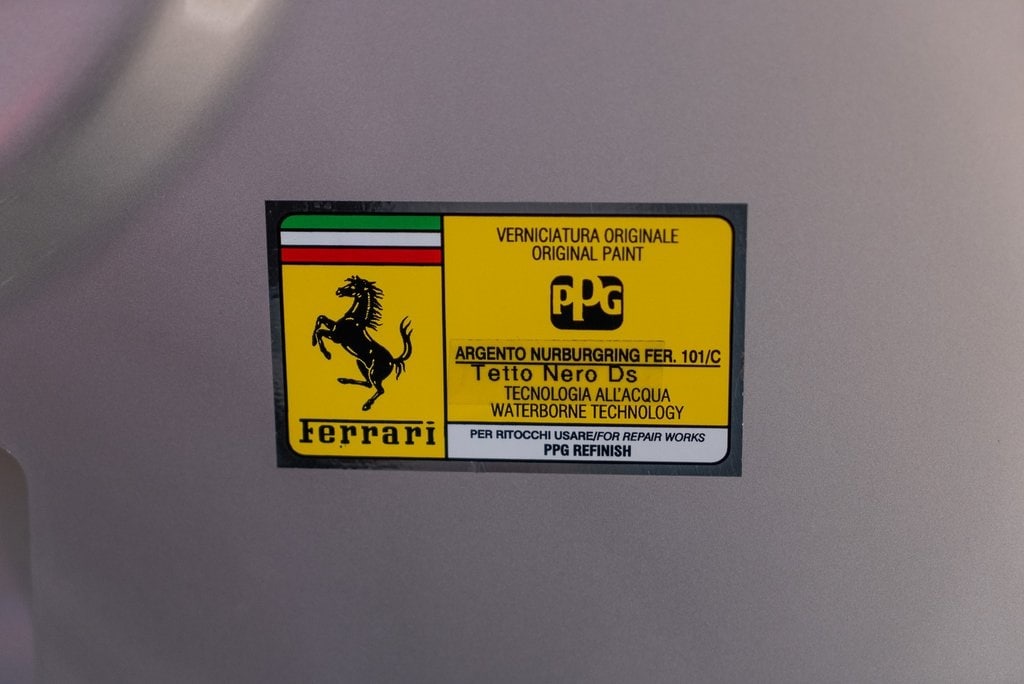 VERNICIATURA ORIGINALE
ORIGINAL PAINT
PPG
ARGENTO NURBURGRING FER. 101/C
Tetto Nero Ds
TECNOLOGIA ALL'ACQUA
WATERBORNE TECHNOLOGY
Ferrari
PER RITOCCHI USARE/FOR REPAIR WORKS
PPG REFINISH